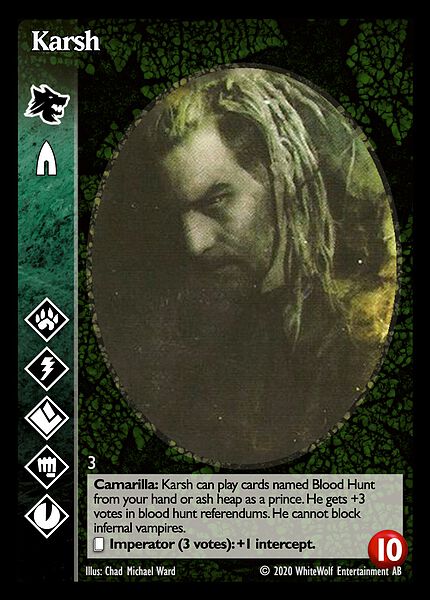 Karsh
3
Camarilla: Karsh can play cards named Blood Hunt
from your hand or ash heap as a prince. He gets +3
votes in blood hunt referendums. He cannot block
infernal vampires.
Imperator (3 votes): +1 intercept.
10
Illus: Chad Michael Ward © 2020 WhiteWolf Entertainment AB